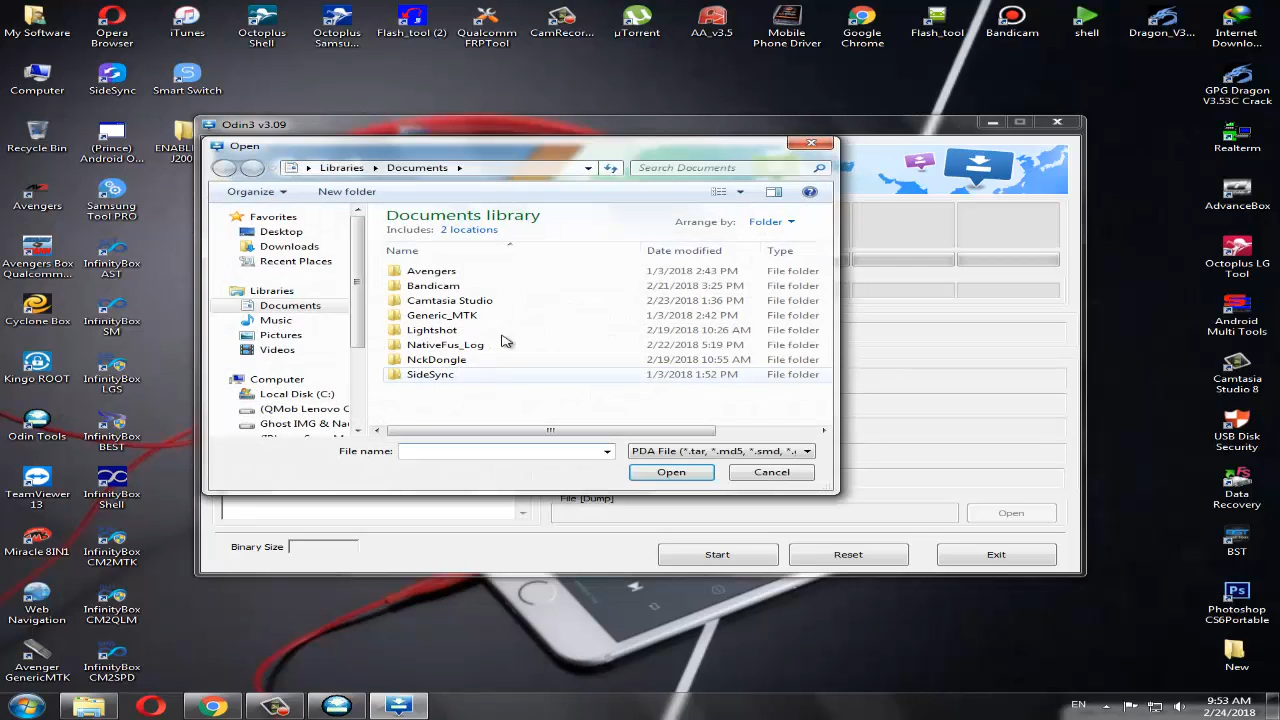 My Software
Opera Browser
iTunes
Octoplus Shell
Octoplus Samsu...
Flash_tool (2)
Qualcomm FRPTool
CamRecor...
µTorrent
AA_v3.5
Mobile Phone Driver
Google Chrome
Flash_tool
Bandicam
shell
Dragon_V3...
Internet Downlo...
Computer
SideSync
Smart Switch
GPG Dragon V3.53C Crack
Recycle Bin
(Prince) Android O...
ENABLE J200
Realterm
Avengers
Samsung Tool PRO
AdvanceBox
Avengers Box Qualcomm...
InfinityBox AST
Octoplus LG Tool
Cyclone Box
InfinityBox SM
Android Multi Tools
Kingo ROOT
InfinityBox LGS
Camtasia Studio 8
Odin Tools
InfinityBox BEST
USB Disk Security
TeamViewer 13
InfinityBox Shell
Data Recovery
Miracle 8IN1
InfinityBox CM2MTK
BST
Web Navigation
InfinityBox CM2QLM
Photoshop CS6Portable
Avenger GenericMTK
InfinityBox CM2SPD
New
Odin3 v3.09
Open
Libraries
Documents
Search Documents
Organize
New folder
Favorites
Desktop
Downloads
Recent Places
Libraries
Documents
Music
Pictures
Videos
Computer
Local Disk (C:)
(QMob Lenovo C
Ghost IMG & Na
Documents library
Includes: 2 locations
Arrange by: Folder
Name Date modified Type
Avengers 1/3/2018 2:43 PM File folder
Bandicam 2/21/2018 3:25 PM File folder
Camtasia Studio 2/23/2018 1:36 PM File folder
Generic_MTK 1/3/2018 2:42 PM File folder
Lightshot 2/19/2018 10:26 AM File folder
NativeFus_Log 2/22/2018 5:19 PM File folder
NckDongle 2/19/2018 10:55 AM File folder
SideSync 1/3/2018 1:52 PM File folder
File name:
PDA File (*.tar, *.md5, *.smd, *.
Open
Cancel
File [Dump]
Open
Binary Size
Start
Reset
Exit
EN
9:53 AM
2/24/2018